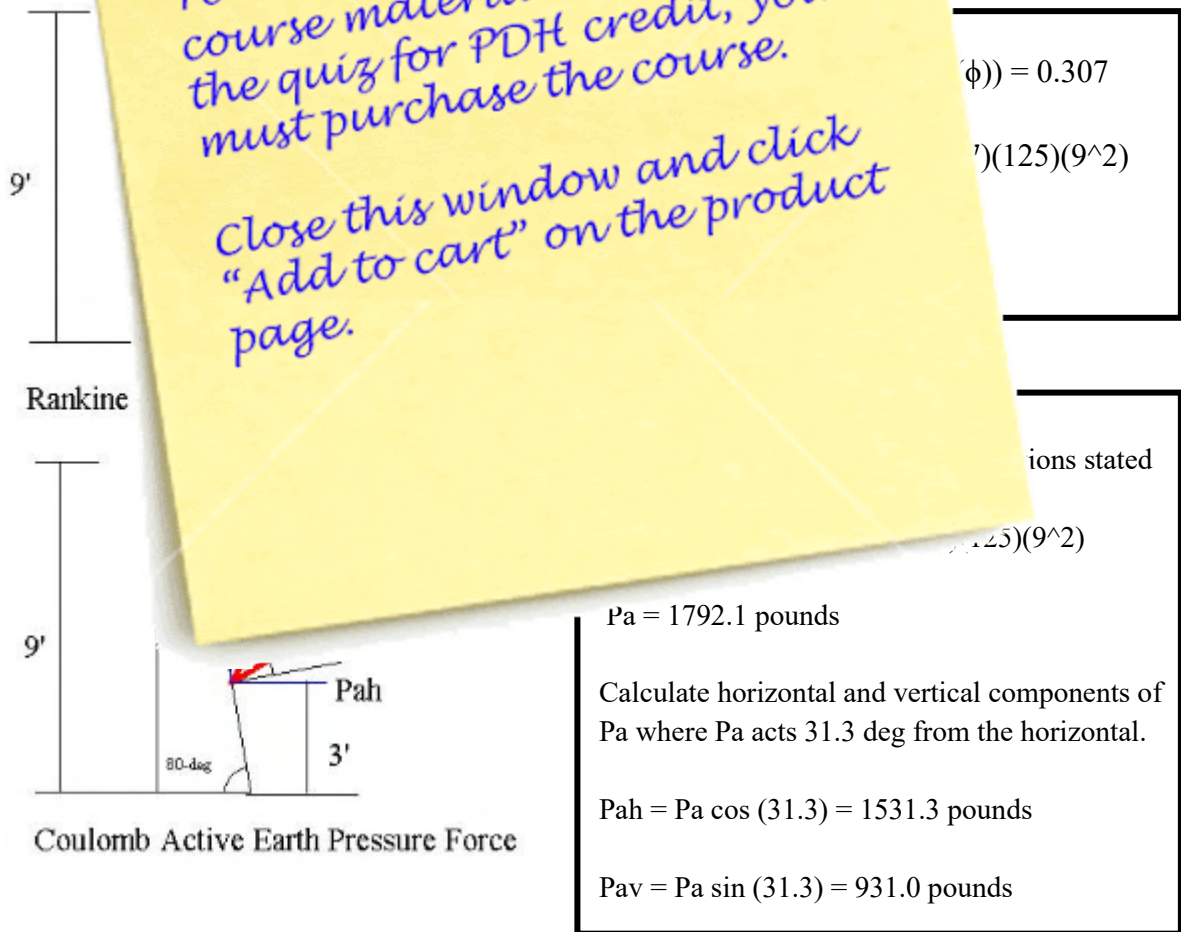 course
the quiz for PDH credit,
must purchase the course.
Close this window and click
“Add to cart” on the product
page.
9'
Rankine
ϕ)) = 0.307
)(125)(9^2)
stated
125)(9^2)
Pa = 1792.1 pounds
Calculate horizontal and vertical components of
Pa where Pa acts 31.3 deg from the horizontal.
Pah = Pa cos (31.3) = 1531.3 pounds
Pav = Pa sin (31.3) = 931.0 pounds
9'
Pah
3'
80-deg
Coulomb Active Earth Pressure Force